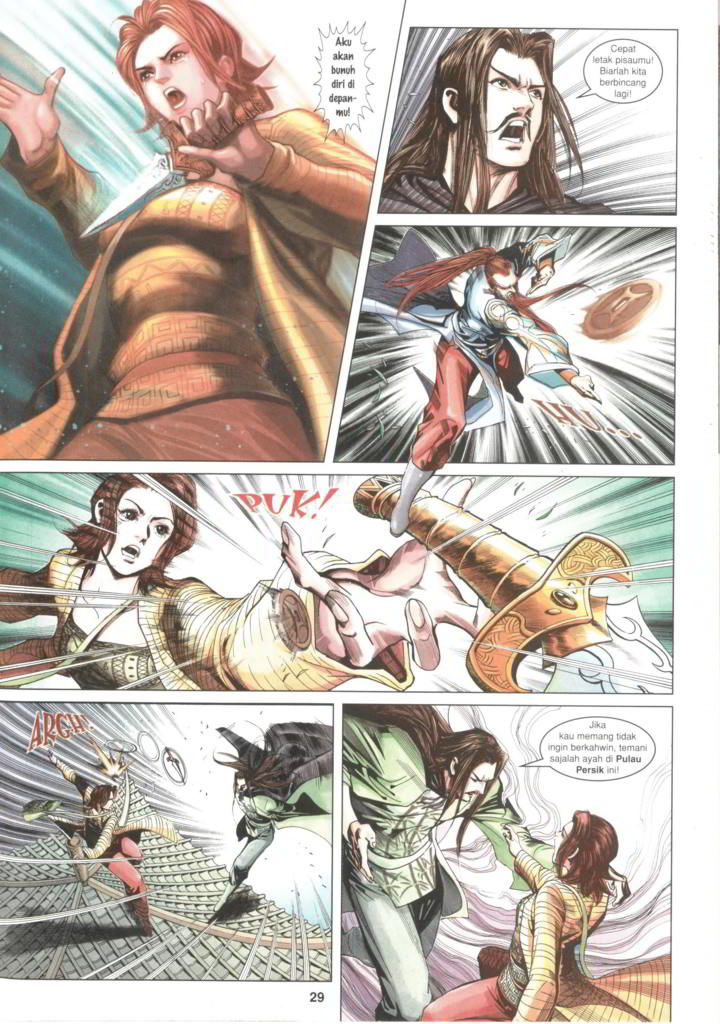 Aku
akan
bunuh
diri di
depan-
mu!
Cepat
letak pisaumu!
Biarlah kita
berbincang
lagi!
PUK!
ARGH!
Jika
kau memang tidak
ingin berkahwin, temani
sajalah ayah di Pulau
Persik ini!
29